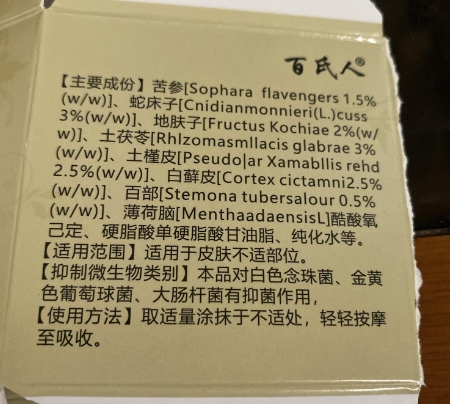 百氏人®
【主要成份】苦参[Sophara flavengers 1.5%
(w/w)]、蛇床子[Cnidianmonnieri(L.)cuss
3%(w/w)]、地肤子[Fructus Kochiae 2%(w/
w)]、土茯苓[Rhlzomasmllacis glabrae 3%
(w/w)]、土槿皮[Pseudo|ar Xamabllis rehd
2.5%(w/w)]、白藓皮[Cortex cictamni2.5%
(w/w)]、百部[Stemona tubersalour 0.5%
(w/w)]、薄荷脑[MenthaadaensisL]酷酸氧
己定、硬脂酸单硬脂酸甘油脂、纯化水等。
【适用范围】适用于皮肤不适部位。
【抑制微生物类别】本品对白色念珠菌、金黄
色葡萄球菌、大肠杆菌有抑菌作用，
【使用方法】取适量涂抹于不适处，轻轻按摩
至吸收。